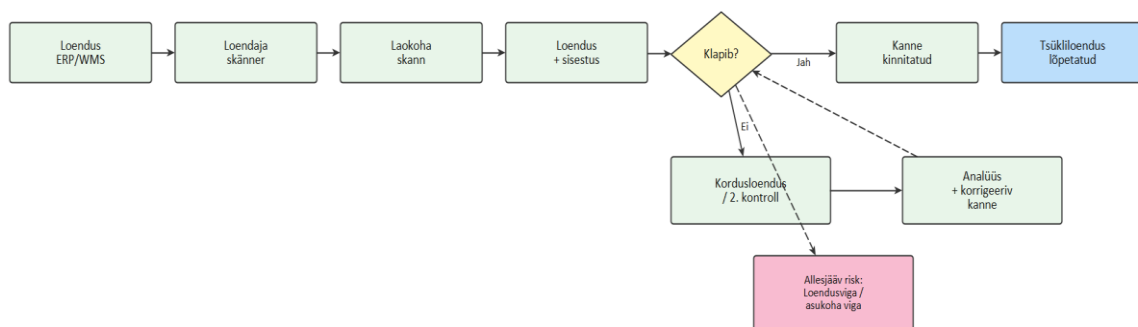 Loendus
ERP/WMS
Loendaja
skänner
Laokoha
skann
Loendus
+ sisestus
Klapib?
Jah
Kanne
kinnitatud
Tsükliloendus
lõpetatud
Ei
Kordusloendus
/ 2. kontroll
Analüüs
+ korrigeeriv
kanne
Allesjääv risk:
Loendusviga /
asukoha viga